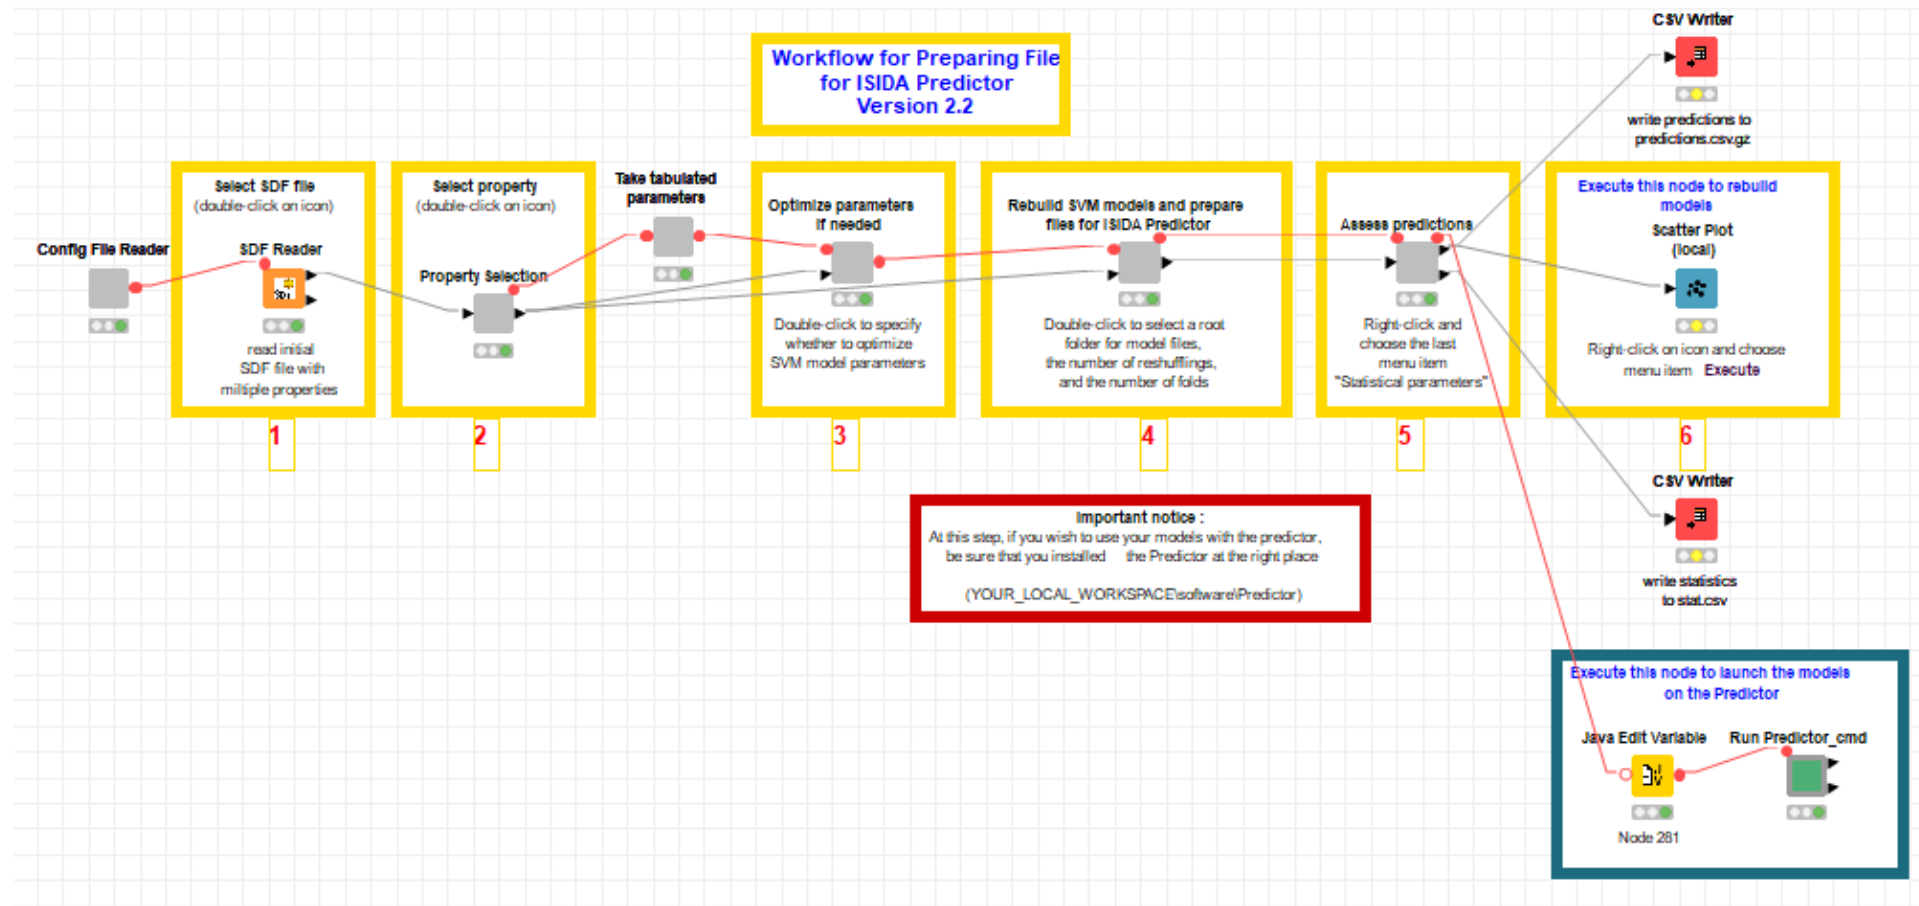 CSV Writer
Workflow for Preparing File
for ISIDA Predictor
Version 2.2
write predictions to
predictions.csv.gz
Config File Reader
Select SDF file
(double-click on icon)
SDF Reader
read initial
SDF file with
miltiple properties
1
Select property
(double-click on icon)
Property Selection
2
Take tabulated
parameters
Optimize parameters
if needed
Double-click to specify
whether to optimize
SVM model parameters
3
Rebuild SVM models and prepare
files for ISIDA Predictor
Double-click to select a root
folder for model files,
the number of reshufflings,
and the number of folds
4
Assess predictions
Right-click and
choose the last
menu item
"Statistical parameters"
5
Execute this node to rebuild
models
Scatter Plot
(local)
Right-click on icon and choose
menu item Execute
6
CSV Writer
write statistics
to stat.csv
Important notice :
At this step, if you wish to use your models with the predictor,
be sure that you installed the Predictor at the right place
(YOUR_LOCAL_WORKSPACE\software\Predictor)
Execute this node to launch the models
on the Predictor
Java Edit Variable
Run Predictor_cmd
Node 281